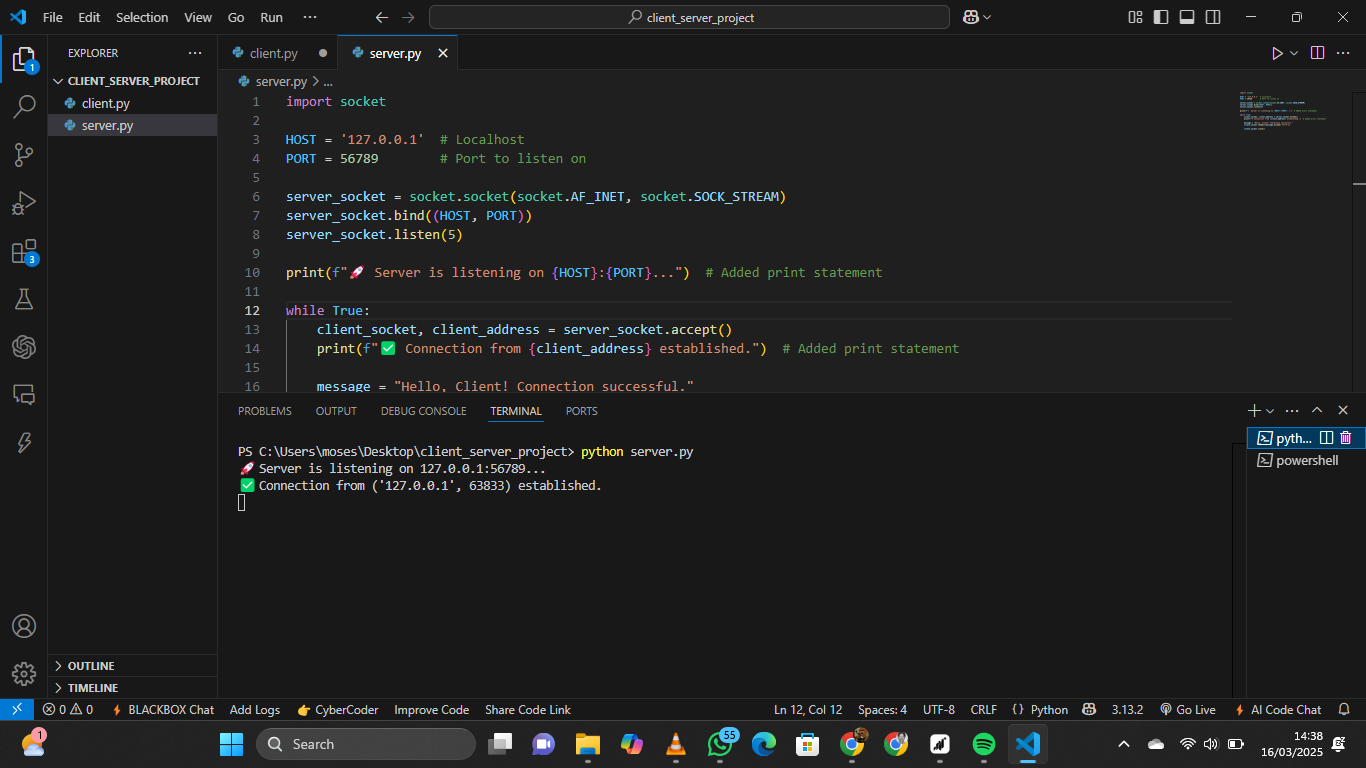 File Edit Selection View Go Run ···
client_server_project
EXPLORER ···
1
3
CLIENT_SERVER_PROJECT
client.py
server.py
OUTLINE
TIMELINE
client.py ●
server.py ×
server.py > ...
1 import socket
2
3 HOST = '127.0.0.1'  # Localhost
4 PORT = 56789        # Port to listen on
5
6 server_socket = socket.socket(socket.AF_INET, socket.SOCK_STREAM)
7 server_socket.bind((HOST, PORT))
8 server_socket.listen(5)
9
10 print(f"🚀 Server is listening on {HOST}:{PORT}...")  # Added print statement
11
12 while True:
13     client_socket, client_address = server_socket.accept()
14     print(f"✅ Connection from {client_address} established.")  # Added print statement
15
16     message = "Hello, Client! Connection successful."
PROBLEMS OUTPUT DEBUG CONSOLE TERMINAL PORTS
PS C:\Users\moses\Desktop\client_server_project> python server.py
🚀 Server is listening on 127.0.0.1:56789...
✅ Connection from ('127.0.0.1', 63833) established.
pyth...
powershell
0 0 BLACKBOX Chat Add Logs 👉 CyberCoder Improve Code Share Code Link Ln 12, Col 12 Spaces: 4 UTF-8 CRLF {} Python 3.13.2 Go Live AI Code Chat
1
Search
55
14:38
16/03/2025